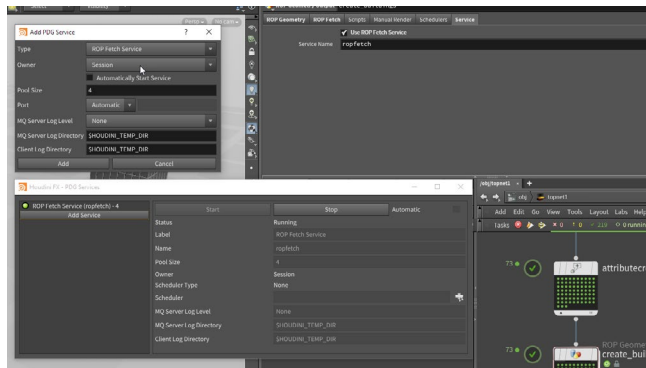 ROP Geometry ROP Fetch Scripts Manual Render Schedulers Service
Use ROP Fetch Service
Service Name ropfetch
Add PDG Service ? ×
Type ROP Fetch Service
Owner Session
Automatically Start Service
Pool Size 4
Port Automatic
MQ Server Log Level None
MQ Server Log Directory $HOUDINI_TEMP_DIR
Client Log Directory $HOUDINI_TEMP_DIR
Add Cancel
Houdini FX - PDG Services
ROP Fetch Service (ropfetch) - 4
Add Service
Start Stop Automatic
Status Running
Label ROP Fetch Service
Name ropfetch
Pool Size 4
Owner Session
Scheduler Type None
Scheduler
MQ Server Log Level None
MQ Server Log Directory $HOUDINI_TEMP_DIR
Client Log Directory $HOUDINI_TEMP_DIR
/obj/topnet1 × +
obj topnet1
Add Edit Go View Tools Layout Labs Help
Tasks
73
attributecr
73
ROP Geome
create_bui